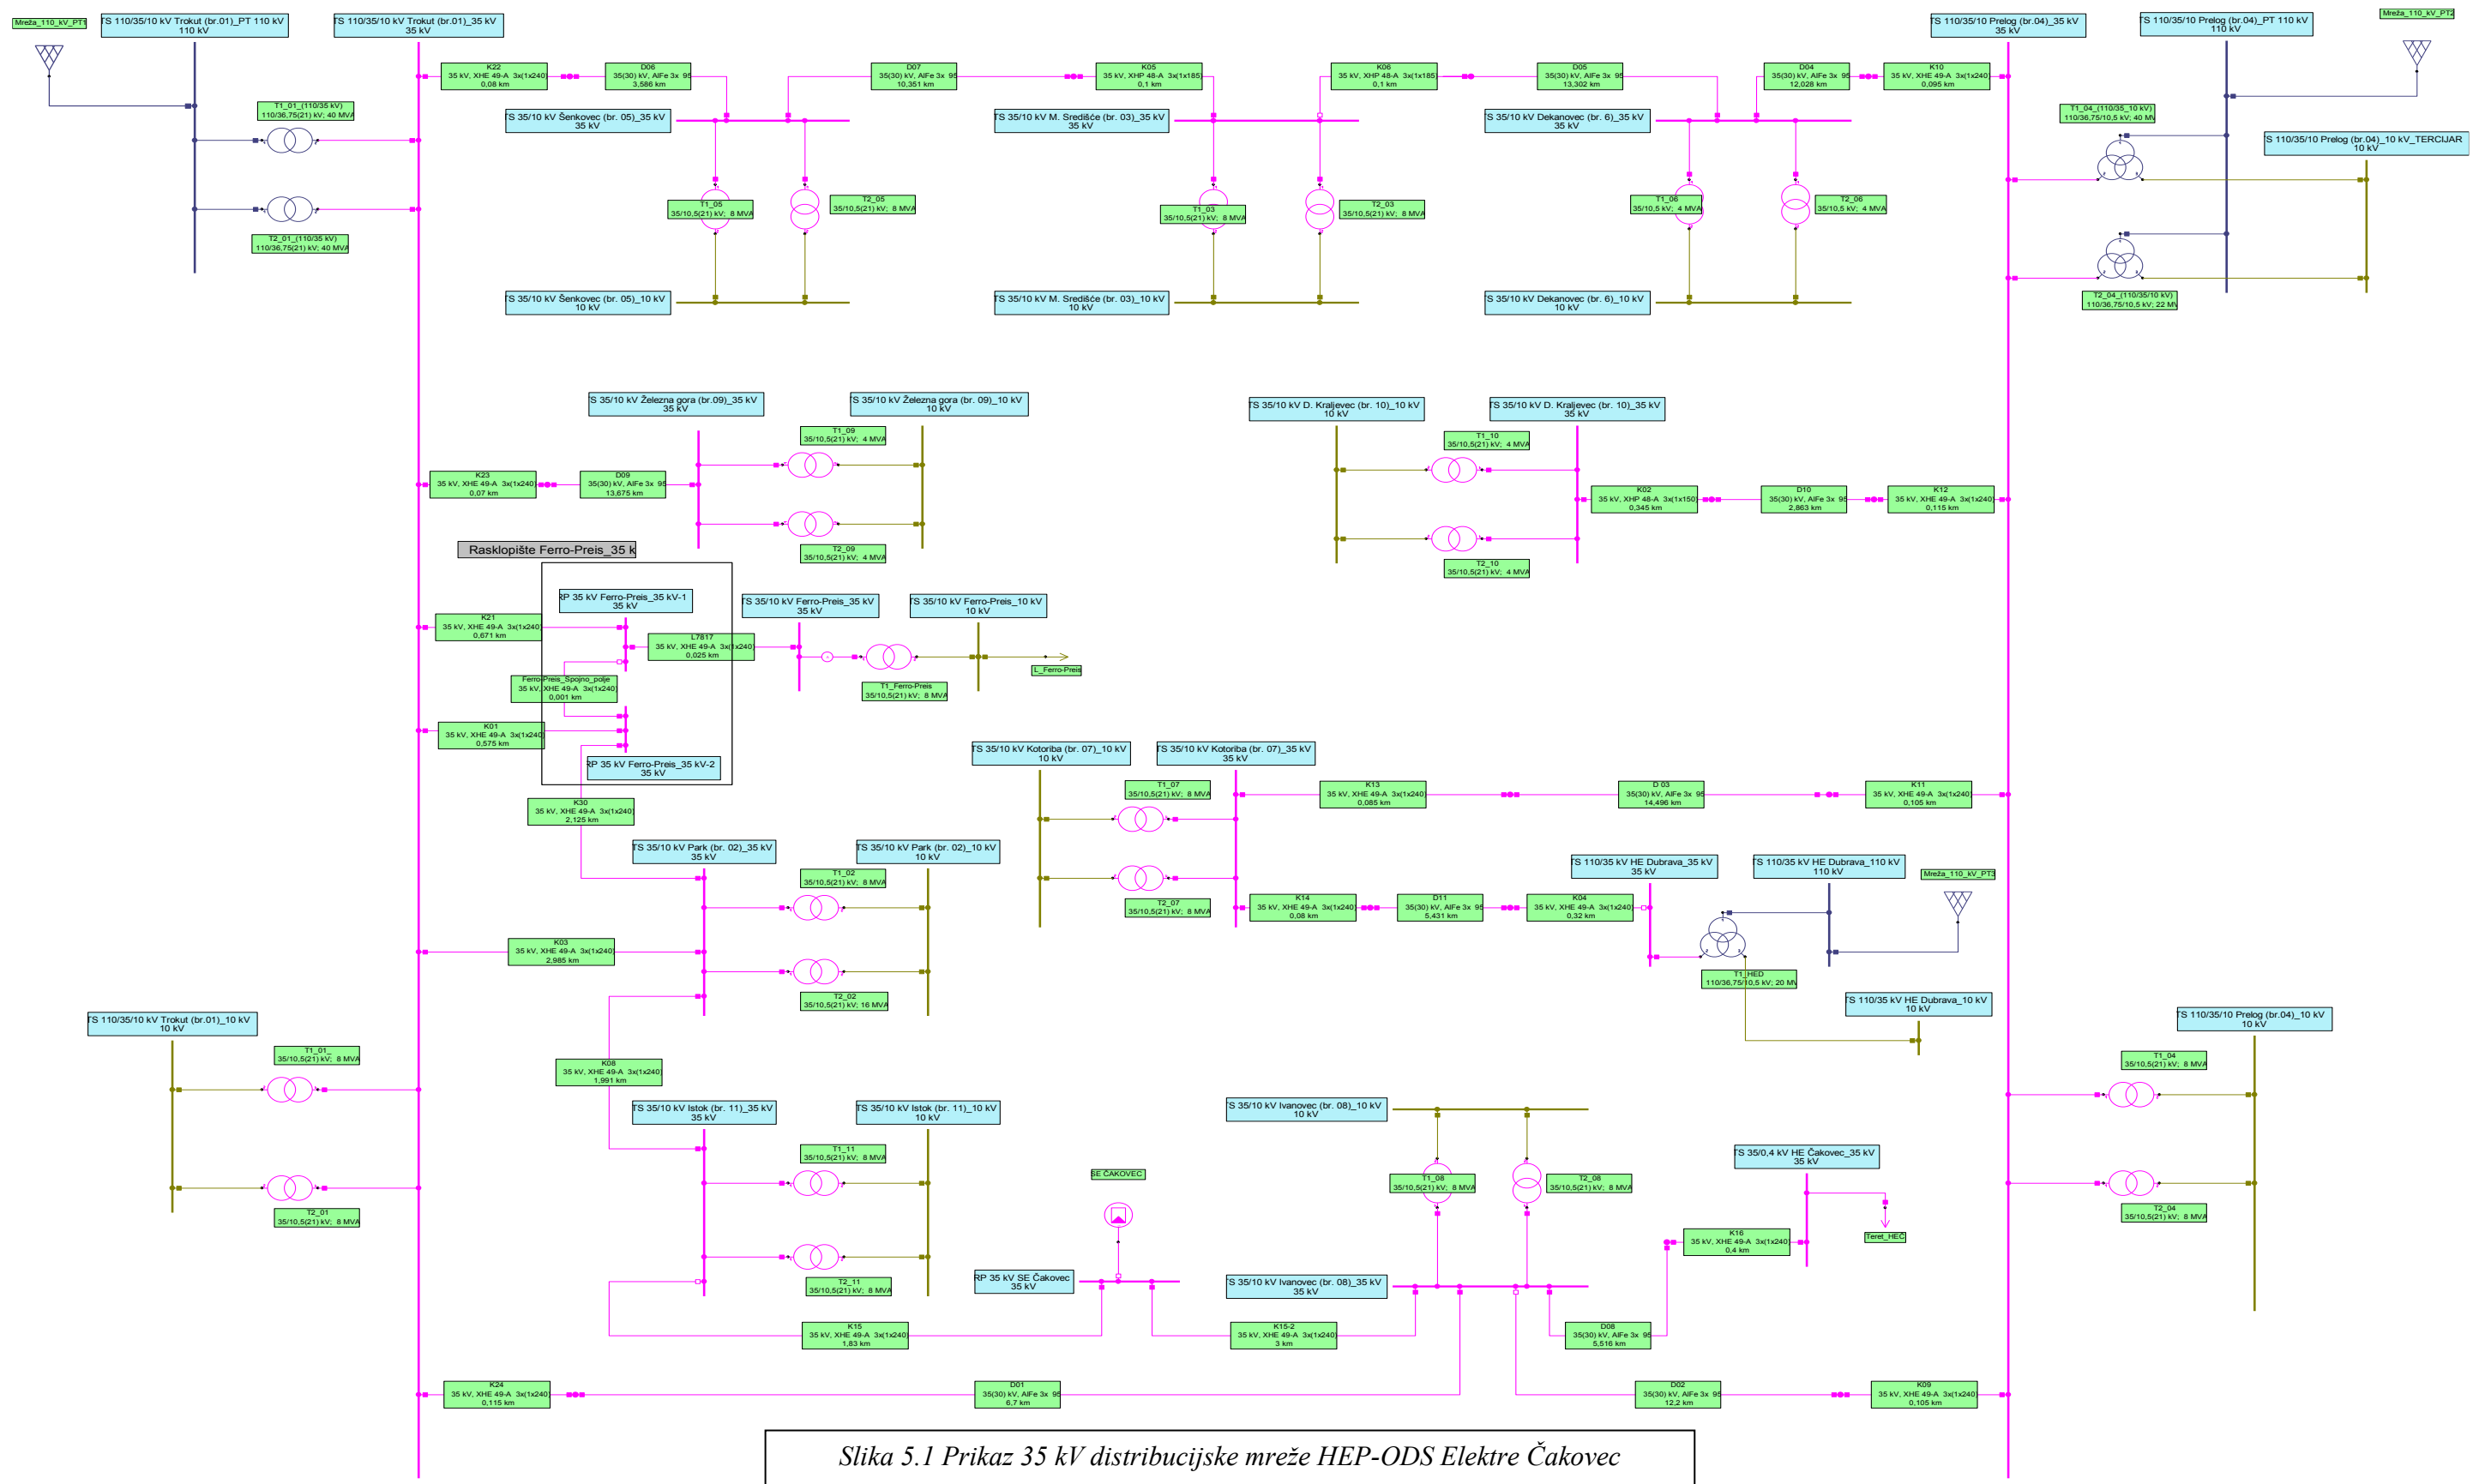 Mreža_110_kV_PT1
TS 110/35/10 kV Trokut (br.01)_PT 110 kV
110 kV
TS 110/35/10 kV Trokut (br.01)_35 kV
35 kV
TS 110/35/10 Prelog (br.04)_35 kV
35 kV
TS 110/35/10 Prelog (br.04)_PT 110 kV
110 kV
Mreža_110_kV_PT2
K22
35 kV, XHE 49-A 3x(1x240)
0,08 km
D06
35(30) kV, AlFe 3x 95
3,586 km
D07
35(30) kV, AlFe 3x 95
10,351 km
K05
35 kV, XHP 48-A 3x(1x185)
0,1 km
K06
35 kV, XHP 48-A 3x(1x185)
0,1 km
D05
35(30) kV, AlFe 3x 95
13,302 km
D04
35(30) kV, AlFe 3x 95
12,028 km
K10
35 kV, XHE 49-A 3x(1x240)
0,095 km
T1_01_(110/35 kV)
110/36,75(21) kV; 40 MVA
T2_01_(110/35 kV)
110/36,75(21) kV; 40 MVA
TS 35/10 kV Šenkovec (br. 05)_35 kV
35 kV
TS 35/10 kV M. Središće (br. 03)_35 kV
35 kV
TS 35/10 kV Dekanovec (br. 6)_35 kV
35 kV
T1_04_(110/35_10 kV)
110/36,75/10,5 kV; 40 MV
TS 110/35/10 Prelog (br.04)_10 kV_TERCIJAR
10 kV
T1_05
35/10,5(21) kV; 8 MVA
T2_05
35/10,5(21) kV; 8 MVA
T1_03
35/10,5(21) kV; 8 MVA
T2_03
35/10,5(21) kV; 8 MVA
T1_06
35/10,5 kV; 4 MVA
T2_06
35/10,5 kV; 4 MVA
TS 35/10 kV Šenkovec (br. 05)_10 kV
10 kV
TS 35/10 kV M. Središće (br. 03)_10 kV
10 kV
TS 35/10 kV Dekanovec (br. 6)_10 kV
10 kV
T2_04_(110/35/10 kV)
110/36,75/10,5 kV; 22 MV
TS 35/10 kV Železna gora (br.09)_35 kV
35 kV
TS 35/10 kV Železna gora (br. 09)_10 kV
10 kV
TS 35/10 kV D. Kraljevec (br. 10)_10 kV
10 kV
TS 35/10 kV D. Kraljevec (br. 10)_35 kV
35 kV
T1_09
35/10,5(21) kV; 4 MVA
T1_10
35/10,5(21) kV; 4 MVA
K23
35 kV, XHE 49-A 3x(1x240)
0,07 km
D09
35(30) kV, AlFe 3x 95
13,675 km
K02
35 kV, XHP 48-A 3x(1x150)
0,345 km
D10
35(30) kV, AlFe 3x 95
2,863 km
K12
35 kV, XHE 49-A 3x(1x240)
0,115 km
T2_09
35/10,5(21) kV; 4 MVA
T2_10
35/10,5(21) kV; 4 MVA
Rasklopište Ferro-Preis_35 k
RP 35 kV Ferro-Preis_35 kV-1
35 kV
TS 35/10 kV Ferro-Preis_35 kV
35 kV
TS 35/10 kV Ferro-Preis_10 kV
10 kV
K21
35 kV, XHE 49-A 3x(1x240)
0,671 km
L7817
35 kV, XHE 49-A 3x(1x240)
0,025 km
L_Ferro-Preis
Ferro-Preis_Spojno_polje
35 kV, XHE 49-A 3x(1x240)
0,001 km
T1_Ferro-Preis
35/10,5(21) kV; 8 MVA
K01
35 kV, XHE 49-A 3x(1x240)
0,575 km
RP 35 kV Ferro-Preis_35 kV-2
35 kV
TS 35/10 kV Kotoriba (br. 07)_10 kV
10 kV
TS 35/10 kV Kotoriba (br. 07)_35 kV
35 kV
T1_07
35/10,5(21) kV; 8 MVA
K13
35 kV, XHE 49-A 3x(1x240)
0,085 km
D 03
35(30) kV, AlFe 3x 95
14,496 km
K11
35 kV, XHE 49-A 3x(1x240)
0,105 km
K30
35 kV, XHE 49-A 3x(1x240)
2,125 km
TS 35/10 kV Park (br. 02)_35 kV
35 kV
TS 35/10 kV Park (br. 02)_10 kV
10 kV
TS 110/35 kV HE Dubrava_35 kV
35 kV
TS 110/35 kV HE Dubrava_110 kV
110 kV
Mreža_110_kV_PT3
T1_02
35/10,5(21) kV; 8 MVA
T2_07
35/10,5(21) kV; 8 MVA
K14
35 kV, XHE 49-A 3x(1x240)
0,08 km
D11
35(30) kV, AlFe 3x 95
5,431 km
K04
35 kV, XHE 49-A 3x(1x240)
0,32 km
K03
35 kV, XHE 49-A 3x(1x240)
2,985 km
T1_HED
110/36,75/10,5 kV; 20 MV
T2_02
35/10,5(21) kV; 16 MVA
TS 110/35 kV HE Dubrava_10 kV
10 kV
TS 110/35/10 kV Trokut (br.01)_10 kV
10 kV
TS 110/35/10 Prelog (br.04)_10 kV
10 kV
T1_01_
35/10,5(21) kV; 8 MVA
K08
35 kV, XHE 49-A 3x(1x240)
1,991 km
T1_04
35/10,5(21) kV; 8 MVA
TS 35/10 kV Istok (br. 11)_35 kV
35 kV
TS 35/10 kV Istok (br. 11)_10 kV
10 kV
TS 35/10 kV Ivanovec (br. 08)_10 kV
10 kV
T1_11
35/10,5(21) kV; 8 MVA
TS 35/0,4 kV HE Čakovec_35 kV
35 kV
SE ČAKOVEC
T1_08
35/10,5(21) kV; 8 MVA
T2_08
35/10,5(21) kV; 8 MVA
T2_01
35/10,5(21) kV; 8 MVA
T2_04
35/10,5(21) kV; 8 MVA
K16
35 kV, XHE 49-A 3x(1x240)
0,4 km
Teret_HEČ
T2_11
35/10,5(21) kV; 8 MVA
RP 35 kV SE Čakovec
35 kV
TS 35/10 kV Ivanovec (br. 08)_35 kV
35 kV
K15
35 kV, XHE 49-A 3x(1x240)
1,83 km
K15-2
35 kV, XHE 49-A 3x(1x240)
3 km
D08
35(30) kV, AlFe 3x 95
5,516 km
K24
35 kV, XHE 49-A 3x(1x240)
0,115 km
D01
35(30) kV, AlFe 3x 95
6,7 km
D02
35(30) kV, AlFe 3x 95
12,2 km
K09
35 kV, XHE 49-A 3x(1x240)
0,105 km
Slika 5.1 Prikaz 35 kV distribucijske mreže HEP-ODS Elektre Čakovec